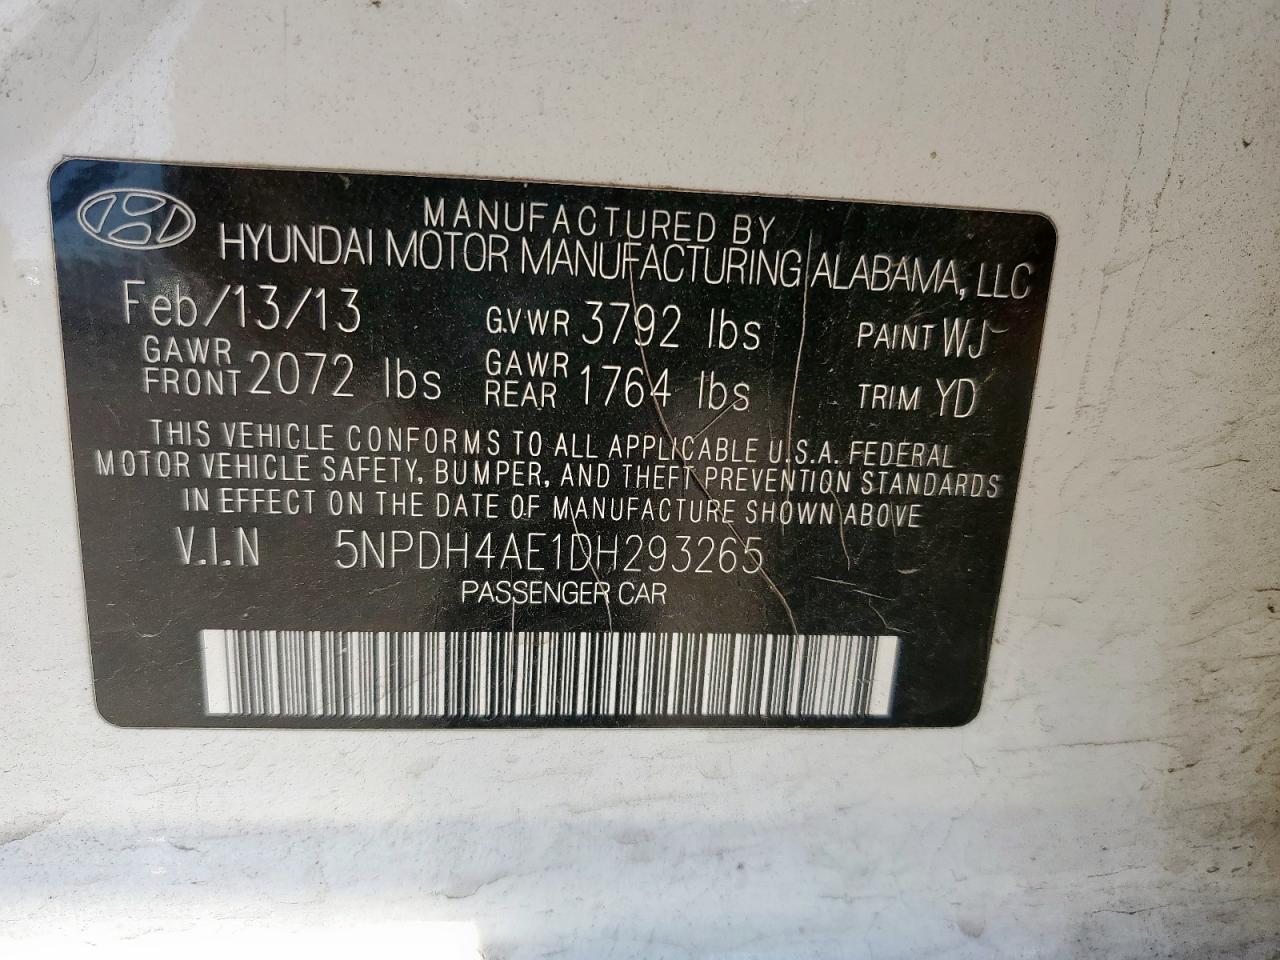 MANUFACTURED BY
HYUNDAI MOTOR MANUFACTURING ALABAMA, LLC
Feb/13/13 G.VWR 3792 lbs PAINT WJ
GAWR FRONT 2072 lbs GAWR REAR 1764 lbs TRIM YD
THIS VEHICLE CONFORMS TO ALL APPLICABLE U.S.A. FEDERAL
MOTOR VEHICLE SAFETY, BUMPER, AND THEFT PREVENTION STANDARDS
IN EFFECT ON THE DATE OF MANUFACTURE SHOWN ABOVE
V.I.N 5NPDH4AE1DH293265
PASSENGER CAR